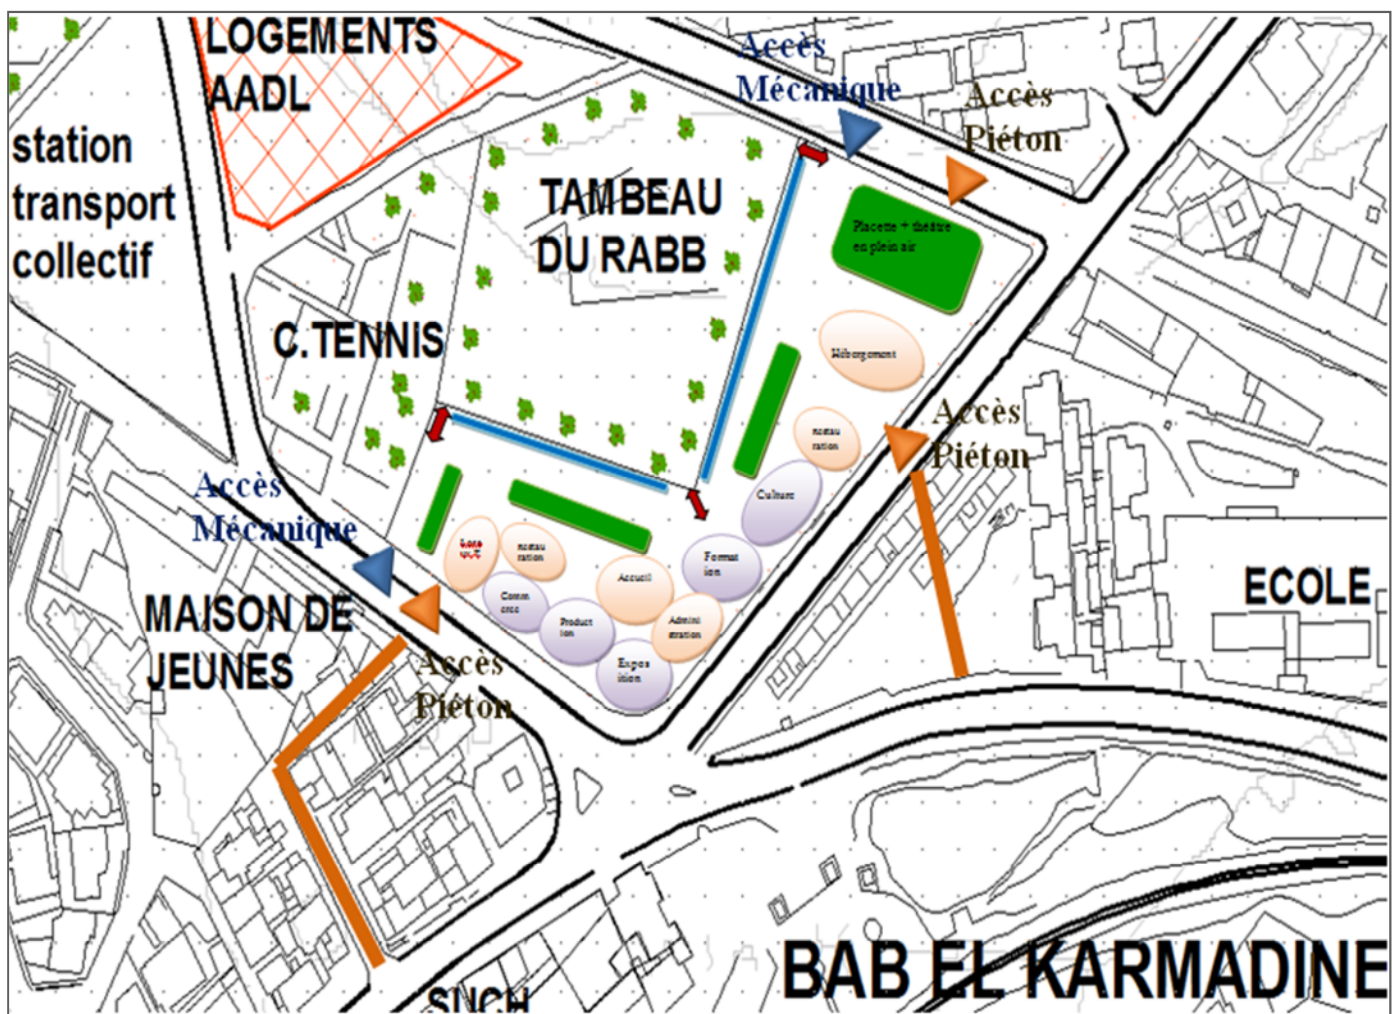 LOGEMENTS
AADL
Accès
Mécanique
Accès
Piéton
station
transport
collectif
TAMBEAU
DU RABB
Placette + théâtre
en plein air
C.TENNIS
Hébergement
Accès
Piéton
Restau
ration
Culture
Accès
Mécanique
Restau
ration
Format
ion
Accueil
Comm
erce
Product
ion
Admini
stration
MAISON DE
JEUNES
Expos
ition
ECOLE
Accès
Piéton
BAB EL KARMADINE
SUCH